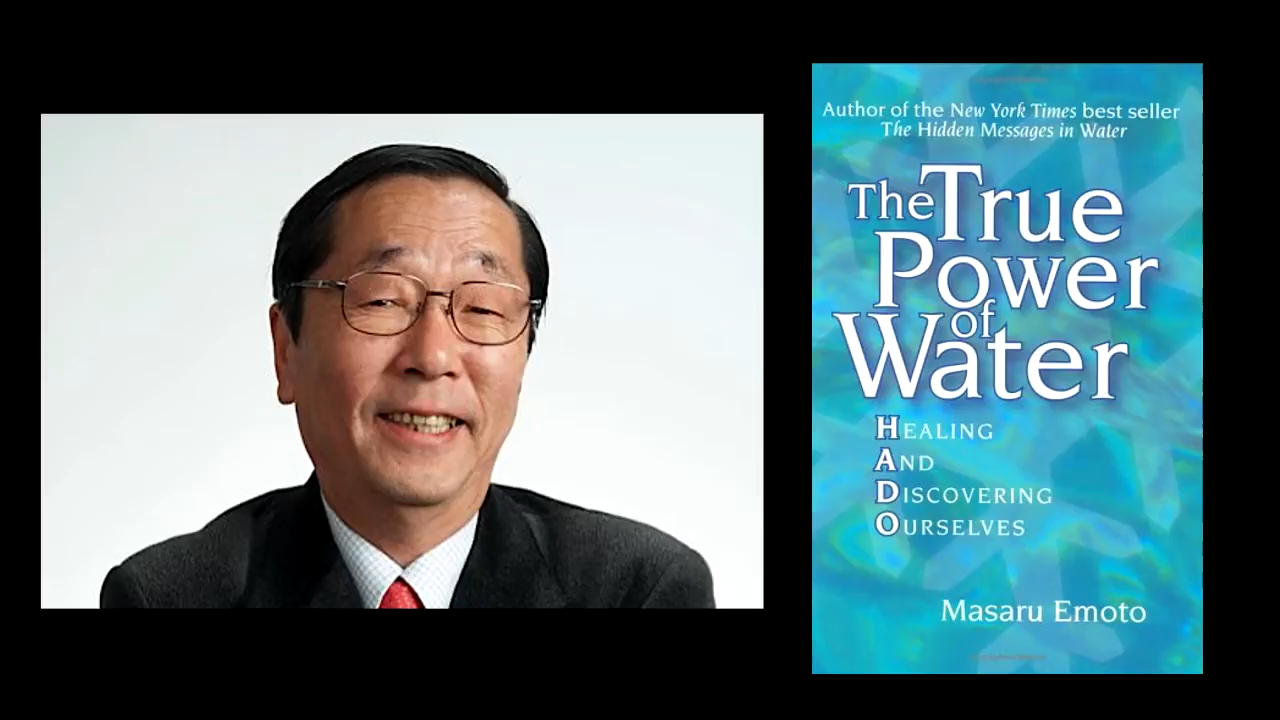 Author of the New York Times best seller
The Hidden Messages in Water
The True
Power
of
Water
HEALING
AND
DISCOVERING
OURSELVES
Masaru Emoto